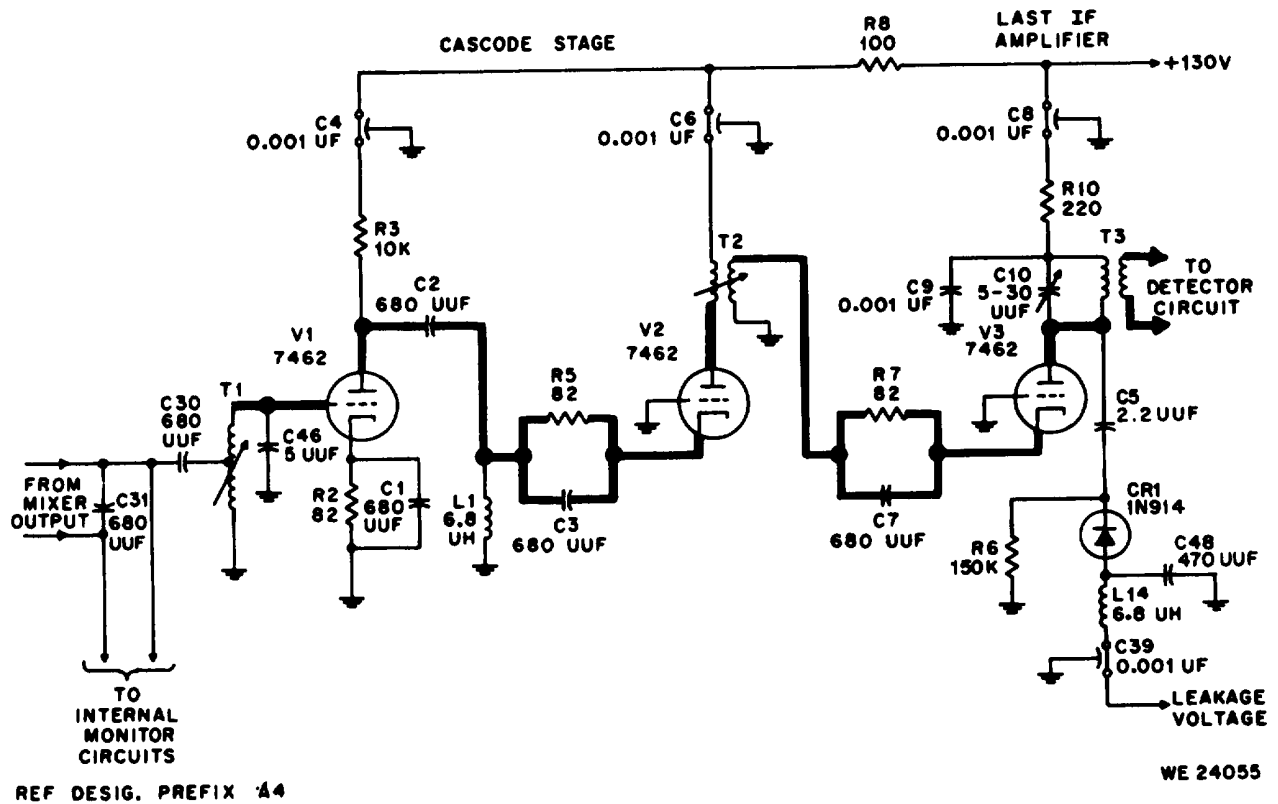 CASCODE STAGE
R8
100
LAST IF
AMPLIFIER
+130V
C4
0.001 UF
C6
0.001 UF
C8
0.001 UF
R3
10K
R10
220
T2
T3
C2
680 UUF
C9
0.001
UF
C10
5-30
UUF
TO
DETECTOR
CIRCUIT
V1
7462
V2
7462
V3
7462
T1
R5
82
R7
82
C5
2.2 UUF
C30
680
UUF
C46
5 UUF
FROM
MIXER
OUTPUT
C31
680
UUF
R2
82
C1
680
UUF
L1
6.8
UH
C3
680 UUF
C7
680 UUF
CR1
1N914
R6
150K
C48
470 UUF
L14
6.8 UH
C39
0.001 UF
TO
INTERNAL
MONITOR
CIRCUITS
LEAKAGE
VOLTAGE
REF DESIG. PREFIX A4
WE 24055